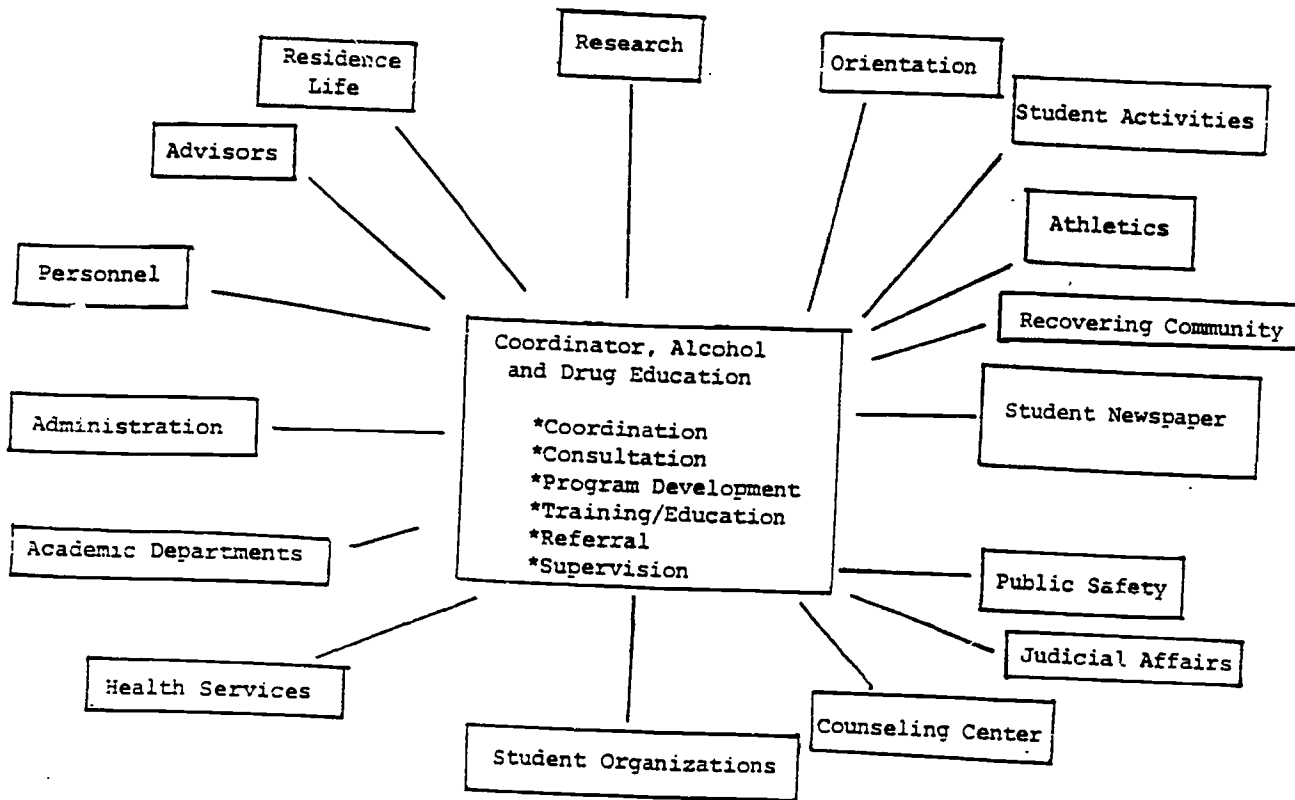 Research
Residence
Life
Orientation
Student Activities
Advisors
Athletics
Personnel
Recovering Community
Coordinator, Alcohol
and Drug Education
*Coordination
*Consultation
*Program Development
*Training/Education
*Referral
*Supervision
Student Newspaper
Administration
Academic Departments
Public Safety
Judicial Affairs
Health Services
Counseling Center
Student Organizations